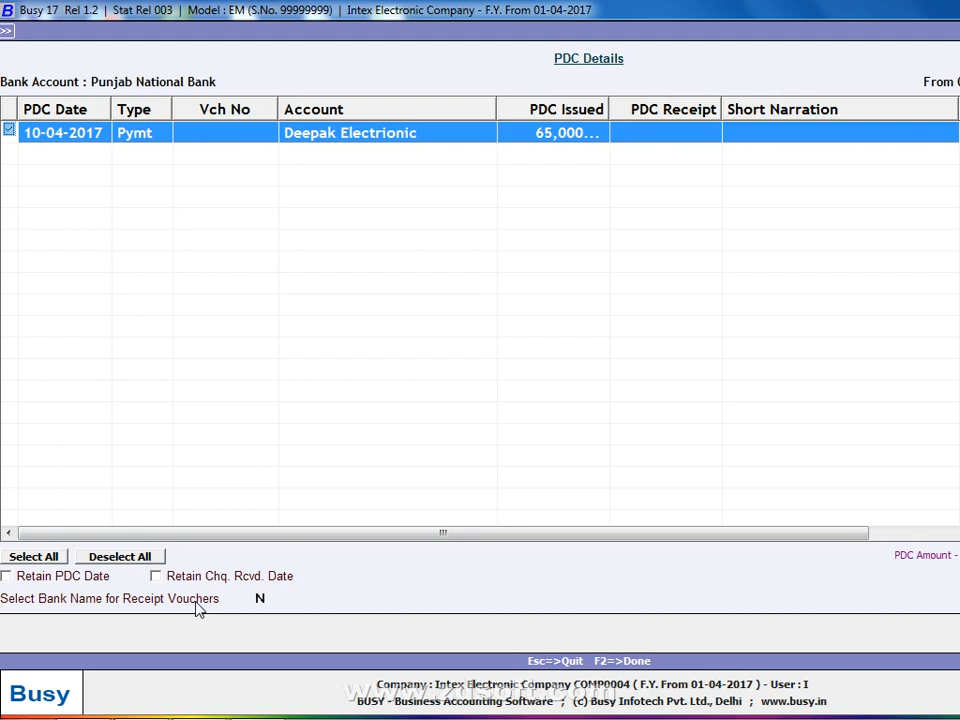 B Busy 17 Rel 1.2 | Stat Rel 003 | Model : EM (S.No. 99999999) | Intex Electronic Company - F.Y. From 01-04-2017
>>
PDC Details
Bank Account : Punjab National Bank From
PDC Date Type Vch No Account PDC Issued PDC Receipt Short Narration
10-04-2017 Pymt Deepak Electrionic 65,000...
Select All Deselect All PDC Amount -
Retain PDC Date Retain Chq. Rcvd. Date
Select Bank Name for Receipt Vouchers N
Esc=>Quit F2=>Done
Busy
Company : Intex Electronic Company COMP0004 ( F.Y. From 01-04-2017 ) - User : I
www.zdsoft.com
BUSY - Business Accounting Software ; (c) Busy Infotech Pvt. Ltd., Delhi ; www.busy.in